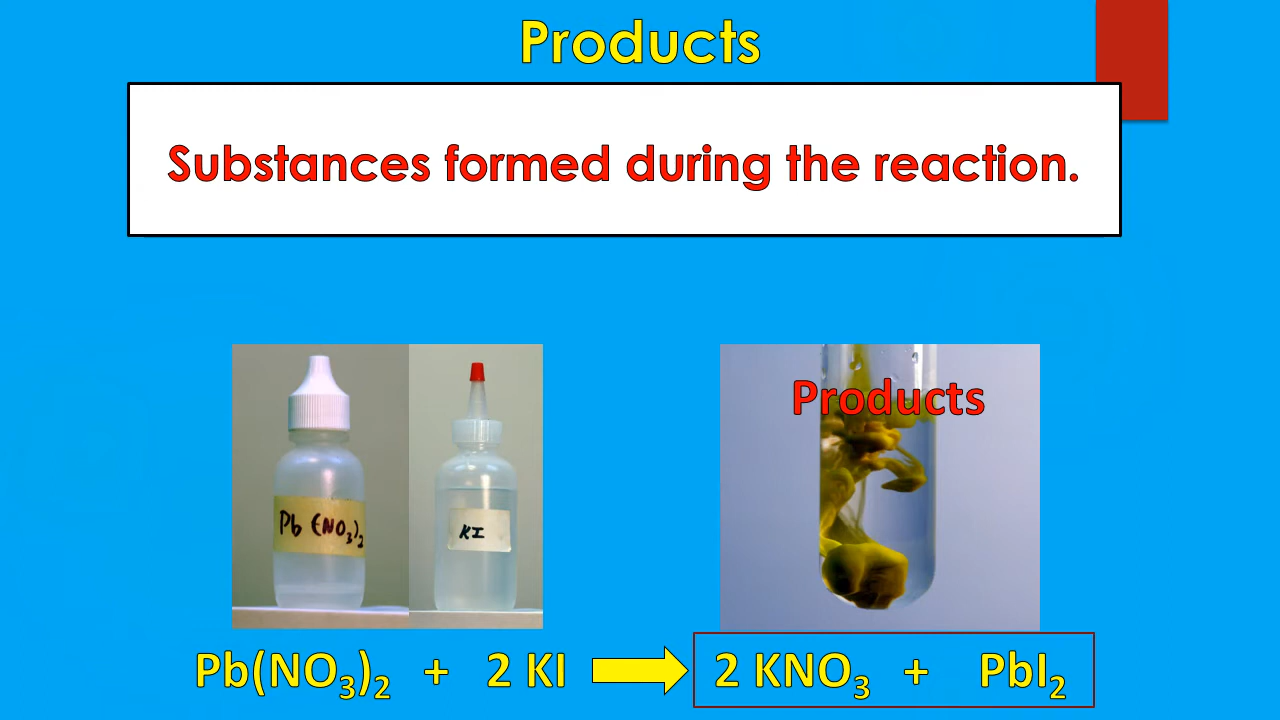 Products
Substances formed during the reaction.
Products
Pb(NO₃)₂
KI
Pb(NO₃)₂ + 2 KI 2 KNO₃ + PbI₂